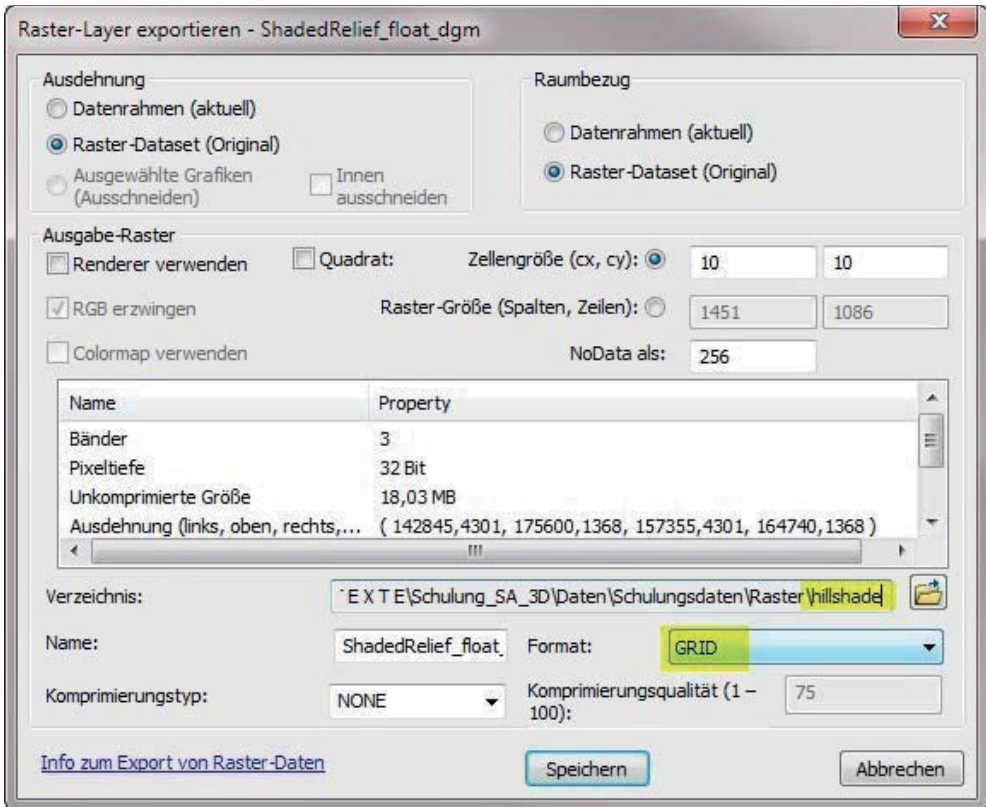 Raster-Layer exportieren - ShadedRelief_float_dgm
Ausdehnung
Datenrahmen (aktuell)
Raster-Dataset (Original)
Ausgewählte Grafiken (Ausschneiden)
Innen ausschneiden
Raumbezug
Datenrahmen (aktuell)
Raster-Dataset (Original)
Ausgabe-Raster
Renderer verwenden
Quadrat:
Zellengröße (cx, cy):
10
10
RGB erzwingen
Raster-Größe (Spalten, Zeilen):
1451
1086
Colormap verwenden
NoData als:
256
Name
Property
Bänder
3
Pixeltiefe
32 Bit
Unkomprimierte Größe
18,03 MB
Ausdehnung (links, oben, rechts,...
( 142845,4301, 175600,1368, 157355,4301, 164740,1368 )
Verzeichnis:
E X T E\Schulung_SA_3D\Daten\Schulungsdaten\Raster\hillshade
Name:
ShadedRelief_float_
Format:
GRID
Komprimierungstyp:
NONE
Komprimierungsqualität (1 –
100):
75
Info zum Export von Raster-Daten
Speichern
Abbrechen